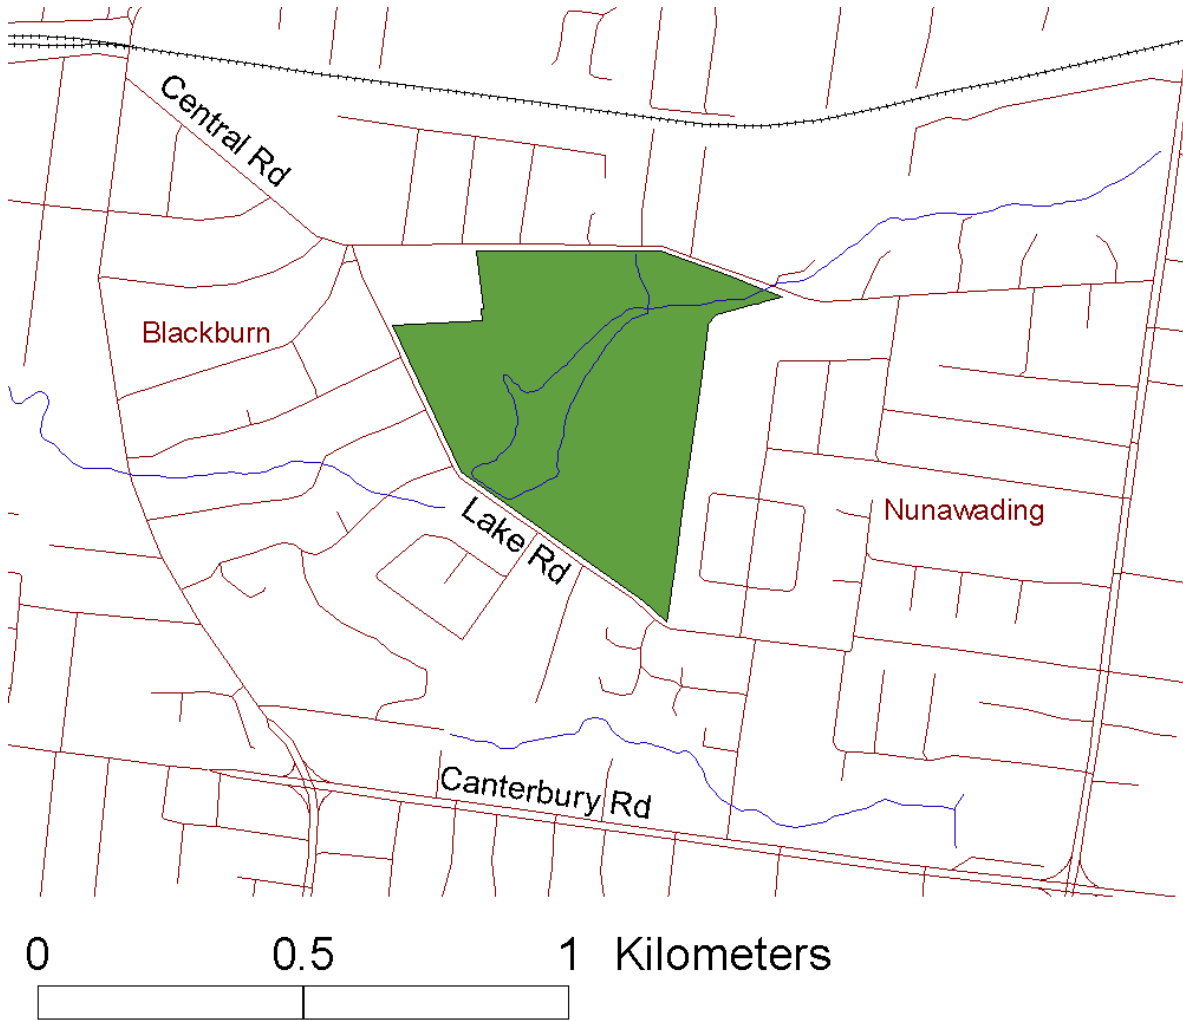 Central Rd
Blackburn
Lake Rd
Nunawading
Canterbury Rd
0 0.5 1 Kilometers